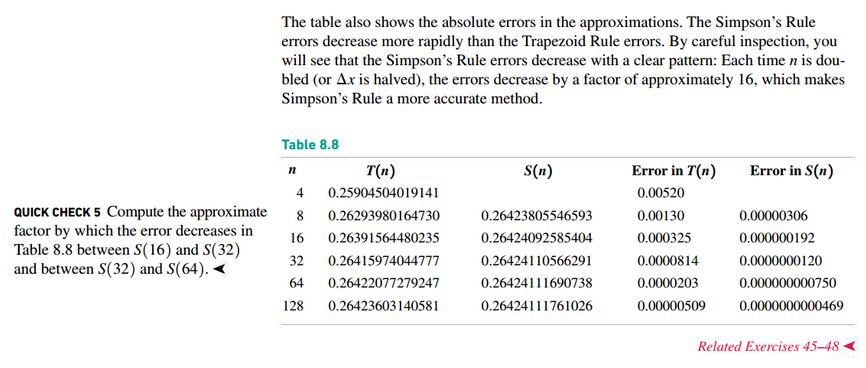 The table also shows the absolute errors in the approximations. The Simpson's Rule
errors decrease more rapidly than the Trapezoid Rule errors. By careful inspection, you
will see that the Simpson's Rule errors decrease with a clear pattern: Each time n is dou-
bled (or Δx is halved), the errors decrease by a factor of approximately 16, which makes
Simpson's Rule a more accurate method.
Table 8.8
n T(n) S(n) Error in T(n) Error in S(n)
4 0.25904504019141 0.00520
8 0.26293980164730 0.26423805546593 0.00130 0.00000306
16 0.26391564480235 0.26424092585404 0.000325 0.000000192
32 0.26415974044777 0.26424110566291 0.0000814 0.0000000120
64 0.26422077279247 0.26424111690738 0.0000203 0.000000000750
128 0.26423603140581 0.26424111761026 0.00000509 0.0000000000469
QUICK CHECK 5 Compute the approximate
factor by which the error decreases in
Table 8.8 between S(16) and S(32)
and between S(32) and S(64). ◄
Related Exercises 45–48 ◄